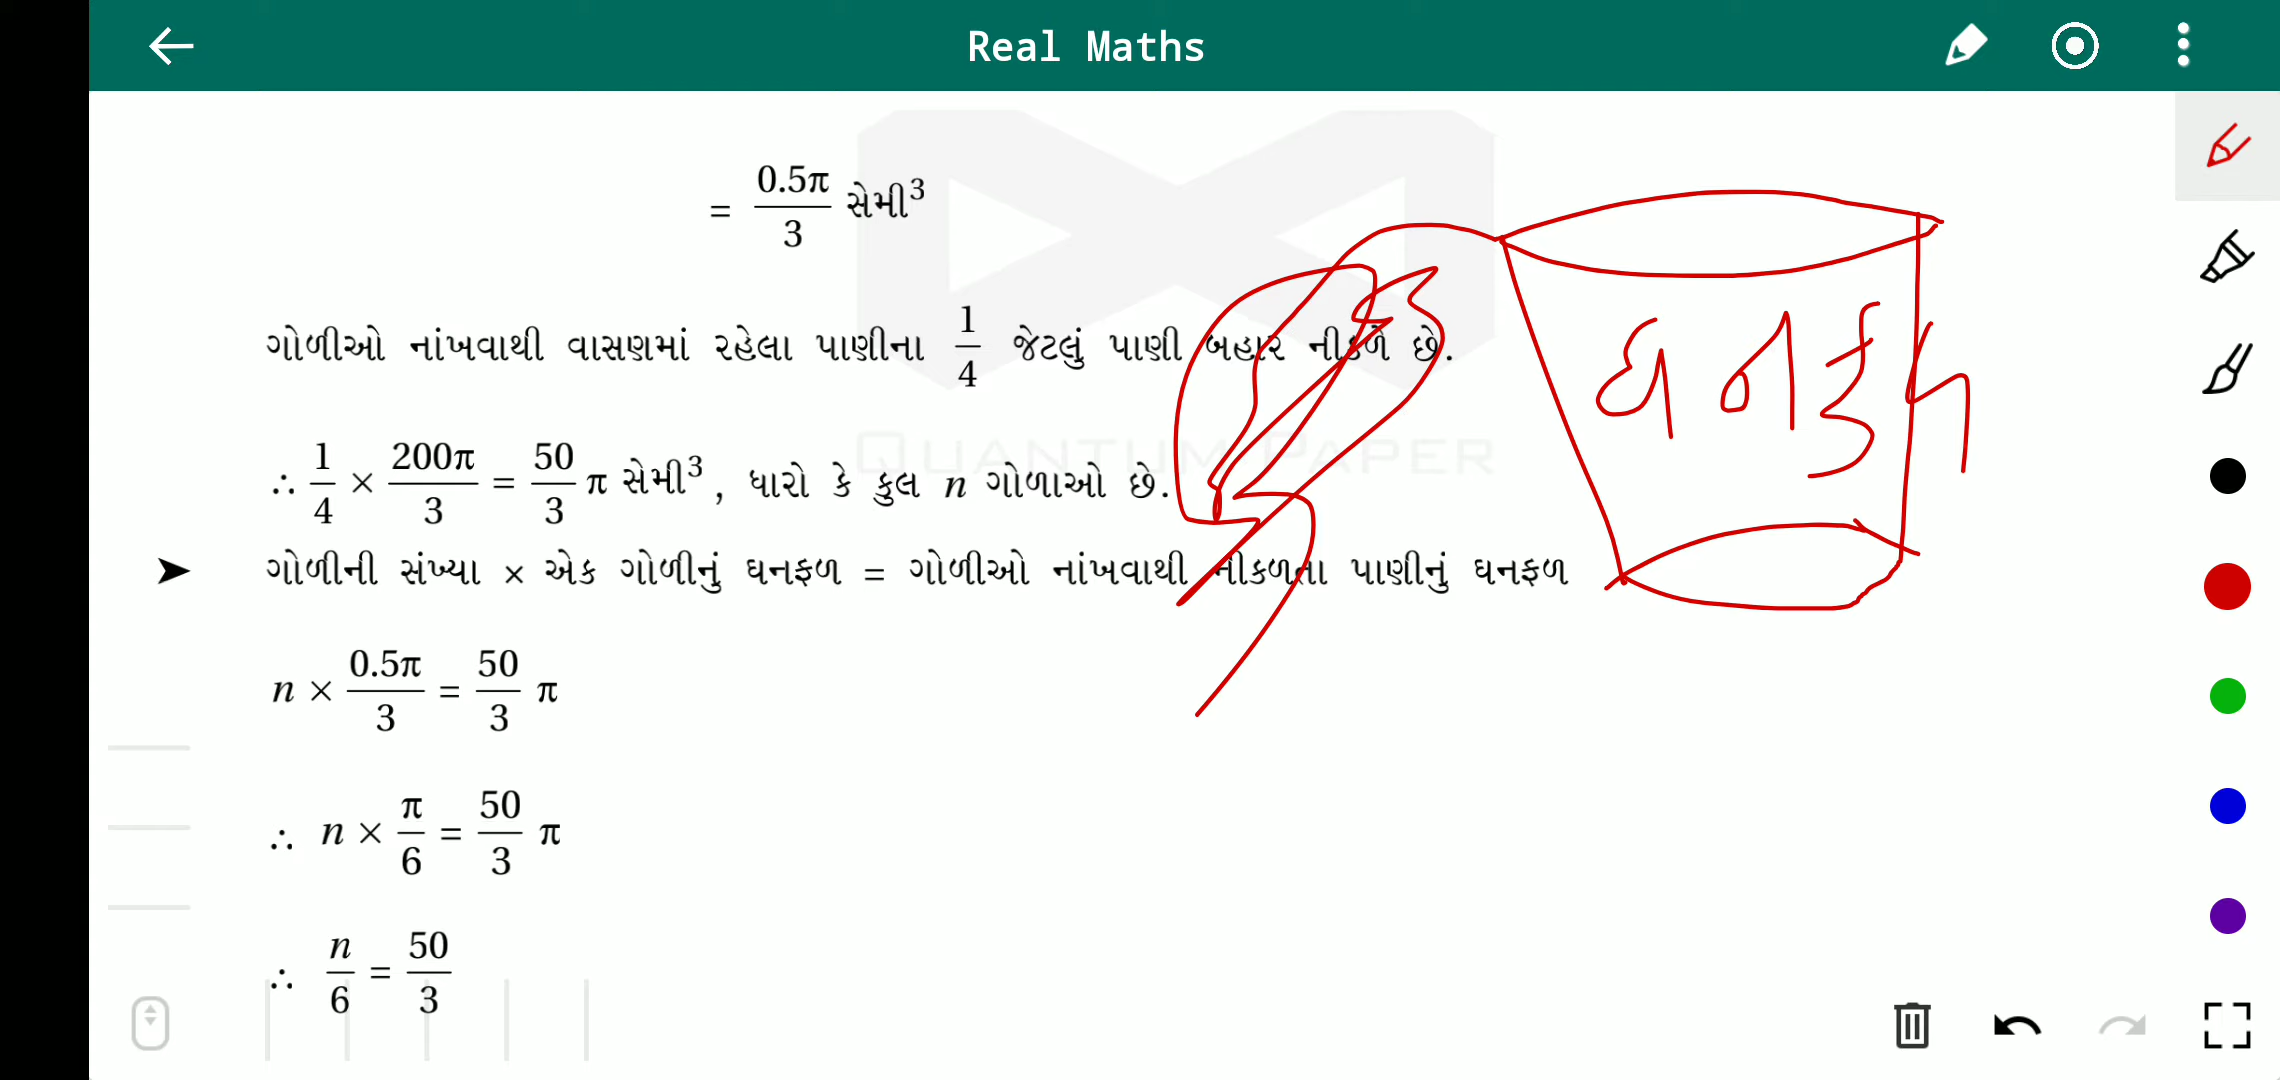 Real Maths
= 0.5π/3 સેમી³
ગોળીઓ નાંખવાથી વાસણમાં રહેલા પાણીના 1/4 જેટલું પાણી બહાર નીકળે છે.
∴ 1/4 × 200π/3 = 50/3 π સેમી³, ધારો કે કુલ n ગોળાઓ છે.
➤ ગોળીની સંખ્યા × એક ગોળીનું ઘનફળ = ગોળીઓ નાંખવાથી નીકળતા પાણીનું ઘનફળ
n × 0.5π/3 = 50/3 π
∴ n × π/6 = 50/3 π
∴ n/6 = 50/3
ઘનફળ
QUANTUM PAPER